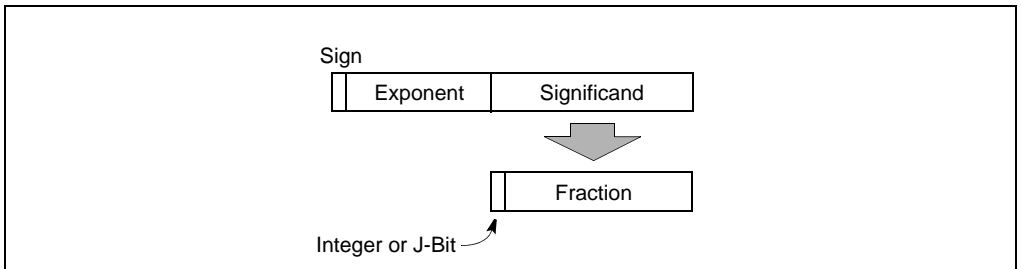 Sign
Exponent Significand
Fraction
Integer or J-Bit